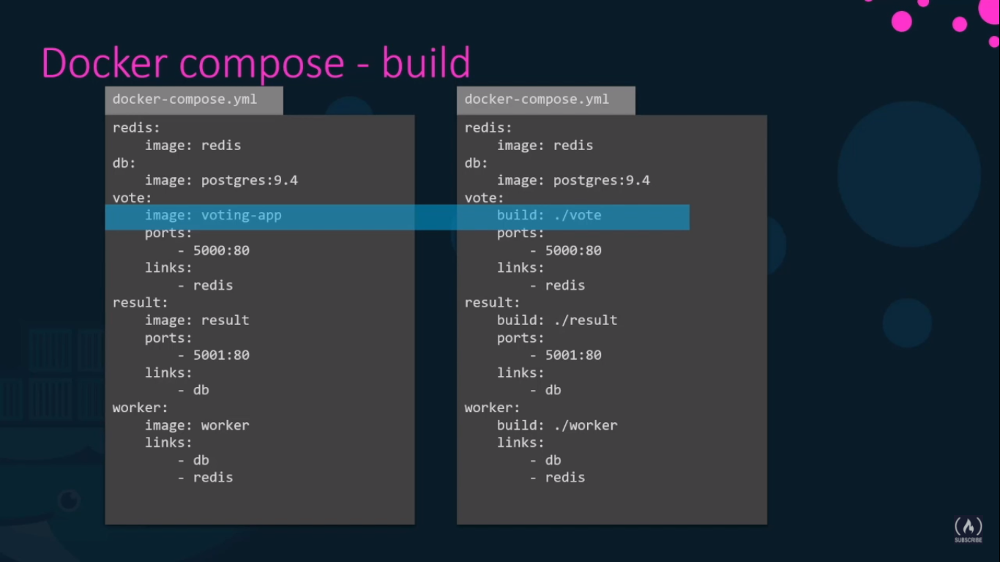 Docker compose - build
docker-compose.yml
redis:
    image: redis
db:
    image: postgres:9.4
vote:
    image: voting-app
    ports:
        - 5000:80
    links:
        - redis
result:
    image: result
    ports:
        - 5001:80
    links:
        - db
worker:
    image: worker
    links:
        - db
        - redis
docker-compose.yml
redis:
    image: redis
db:
    image: postgres:9.4
vote:
    build: ./vote
    ports:
        - 5000:80
    links:
        - redis
result:
    build: ./result
    ports:
        - 5001:80
    links:
        - db
worker:
    build: ./worker
    links:
        - db
        - redis
SUBSCRIBE